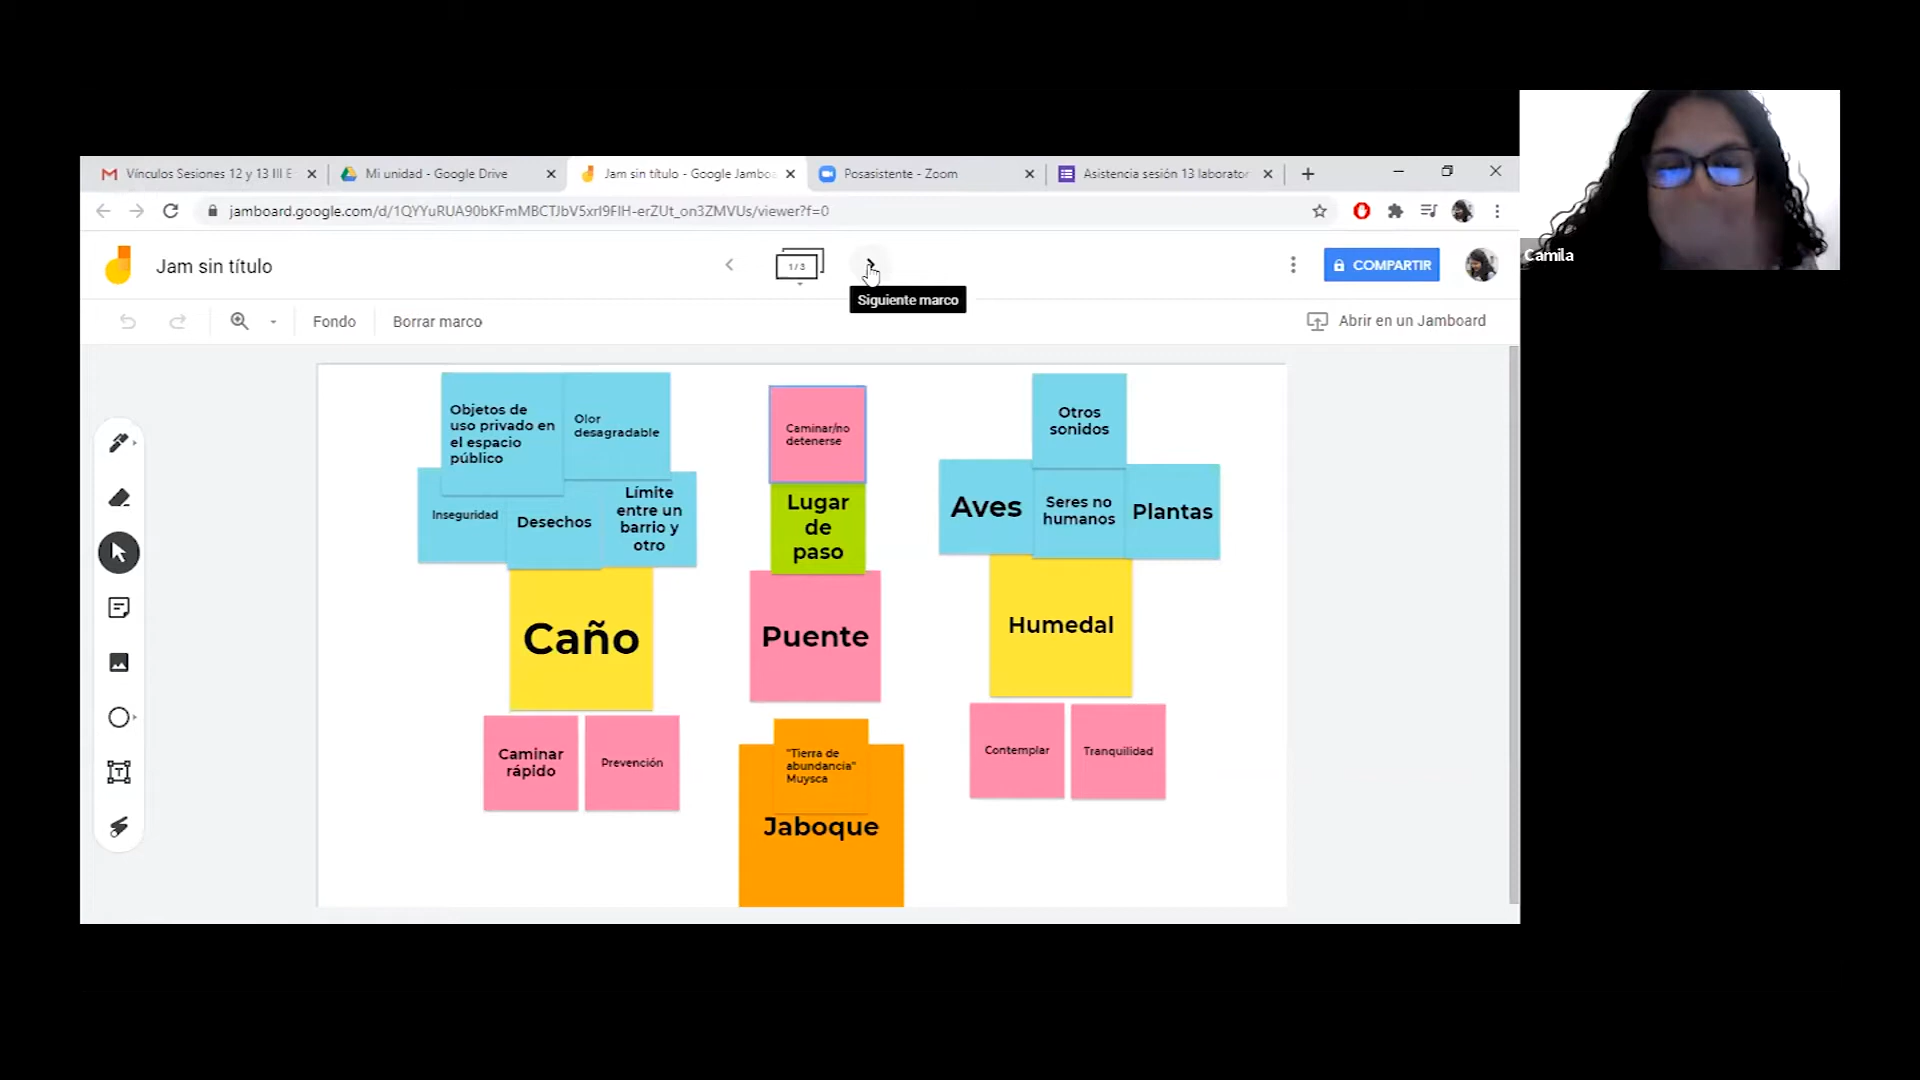 Vínculos Sesiones 12 y 13 III E
Mi unidad - Google Drive
Jam sin título - Google Jamboa
Posasistente - Zoom
Asistencia sesión 13 laborator
jamboard.google.com/d/1QYYuRUA90bKFmMBCTJbV5xrI9FIH-erZUt_on3ZMVUs/viewer?f=0
Jam sin título
1/3
COMPARTIR
Siguiente marco
Fondo
Borrar marco
Abrir en un Jamboard
Camila
Objetos de
uso privado en
el espacio
público
Olor
desagradable
Inseguridad
Desechos
Límite
entre un
barrio y
otro
Caño
Caminar
rápido
Prevención
Caminar/no
detenerse
Lugar
de
paso
Puente
"Tierra de
abundancia"
Muysca
Jaboque
Otros
sonidos
Aves
Seres no
humanos
Plantas
Humedal
Contemplar
Tranquilidad